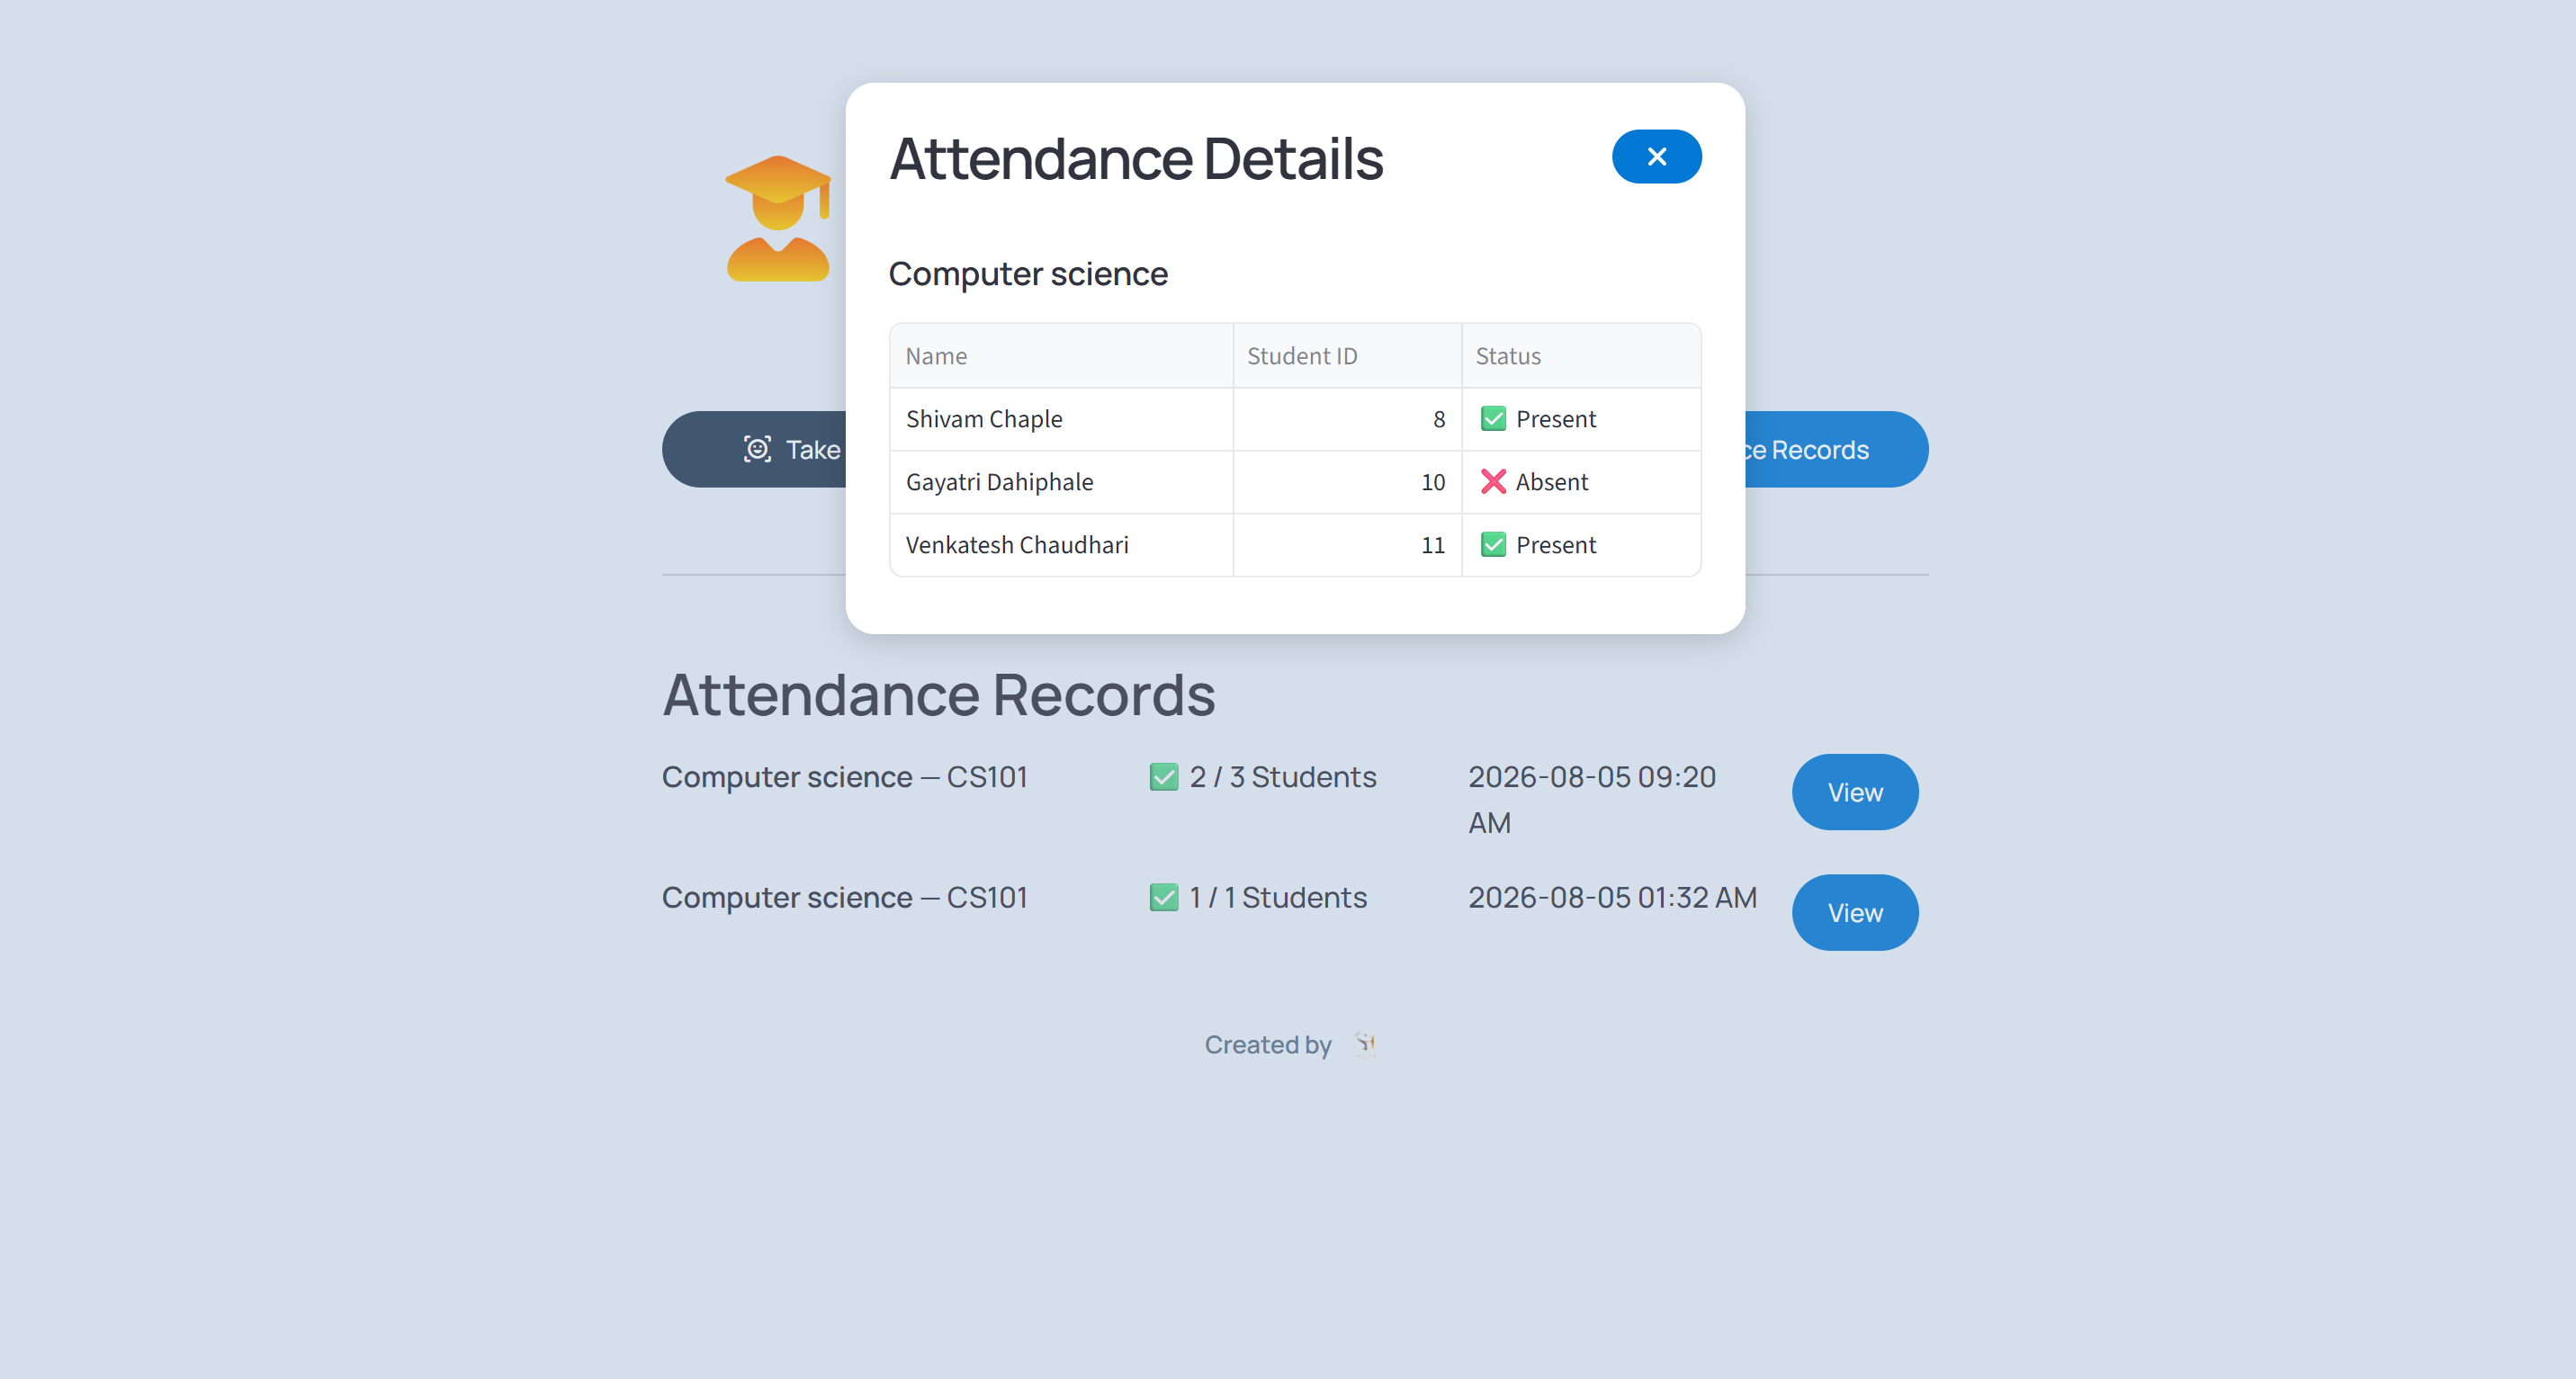 Attendance Details
Computer science
Name Student ID Status
Shivam Chaple 8 Present
Gayatri Dahiphale 10 Absent
Venkatesh Chaudhari 11 Present
Take
ce Records
Attendance Records
Computer science — CS101 2 / 3 Students 2026-08-05 09:20 AM View
Computer science — CS101 1 / 1 Students 2026-08-05 01:32 AM View
Created by